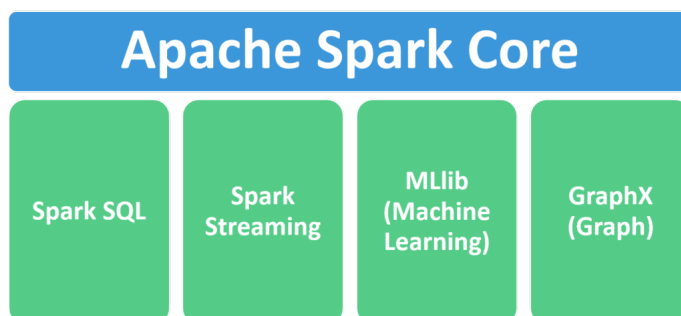 Apache Spark Core
Spark SQL
Spark
Streaming
MLlib
(Machine
Learning)
GraphX
(Graph)